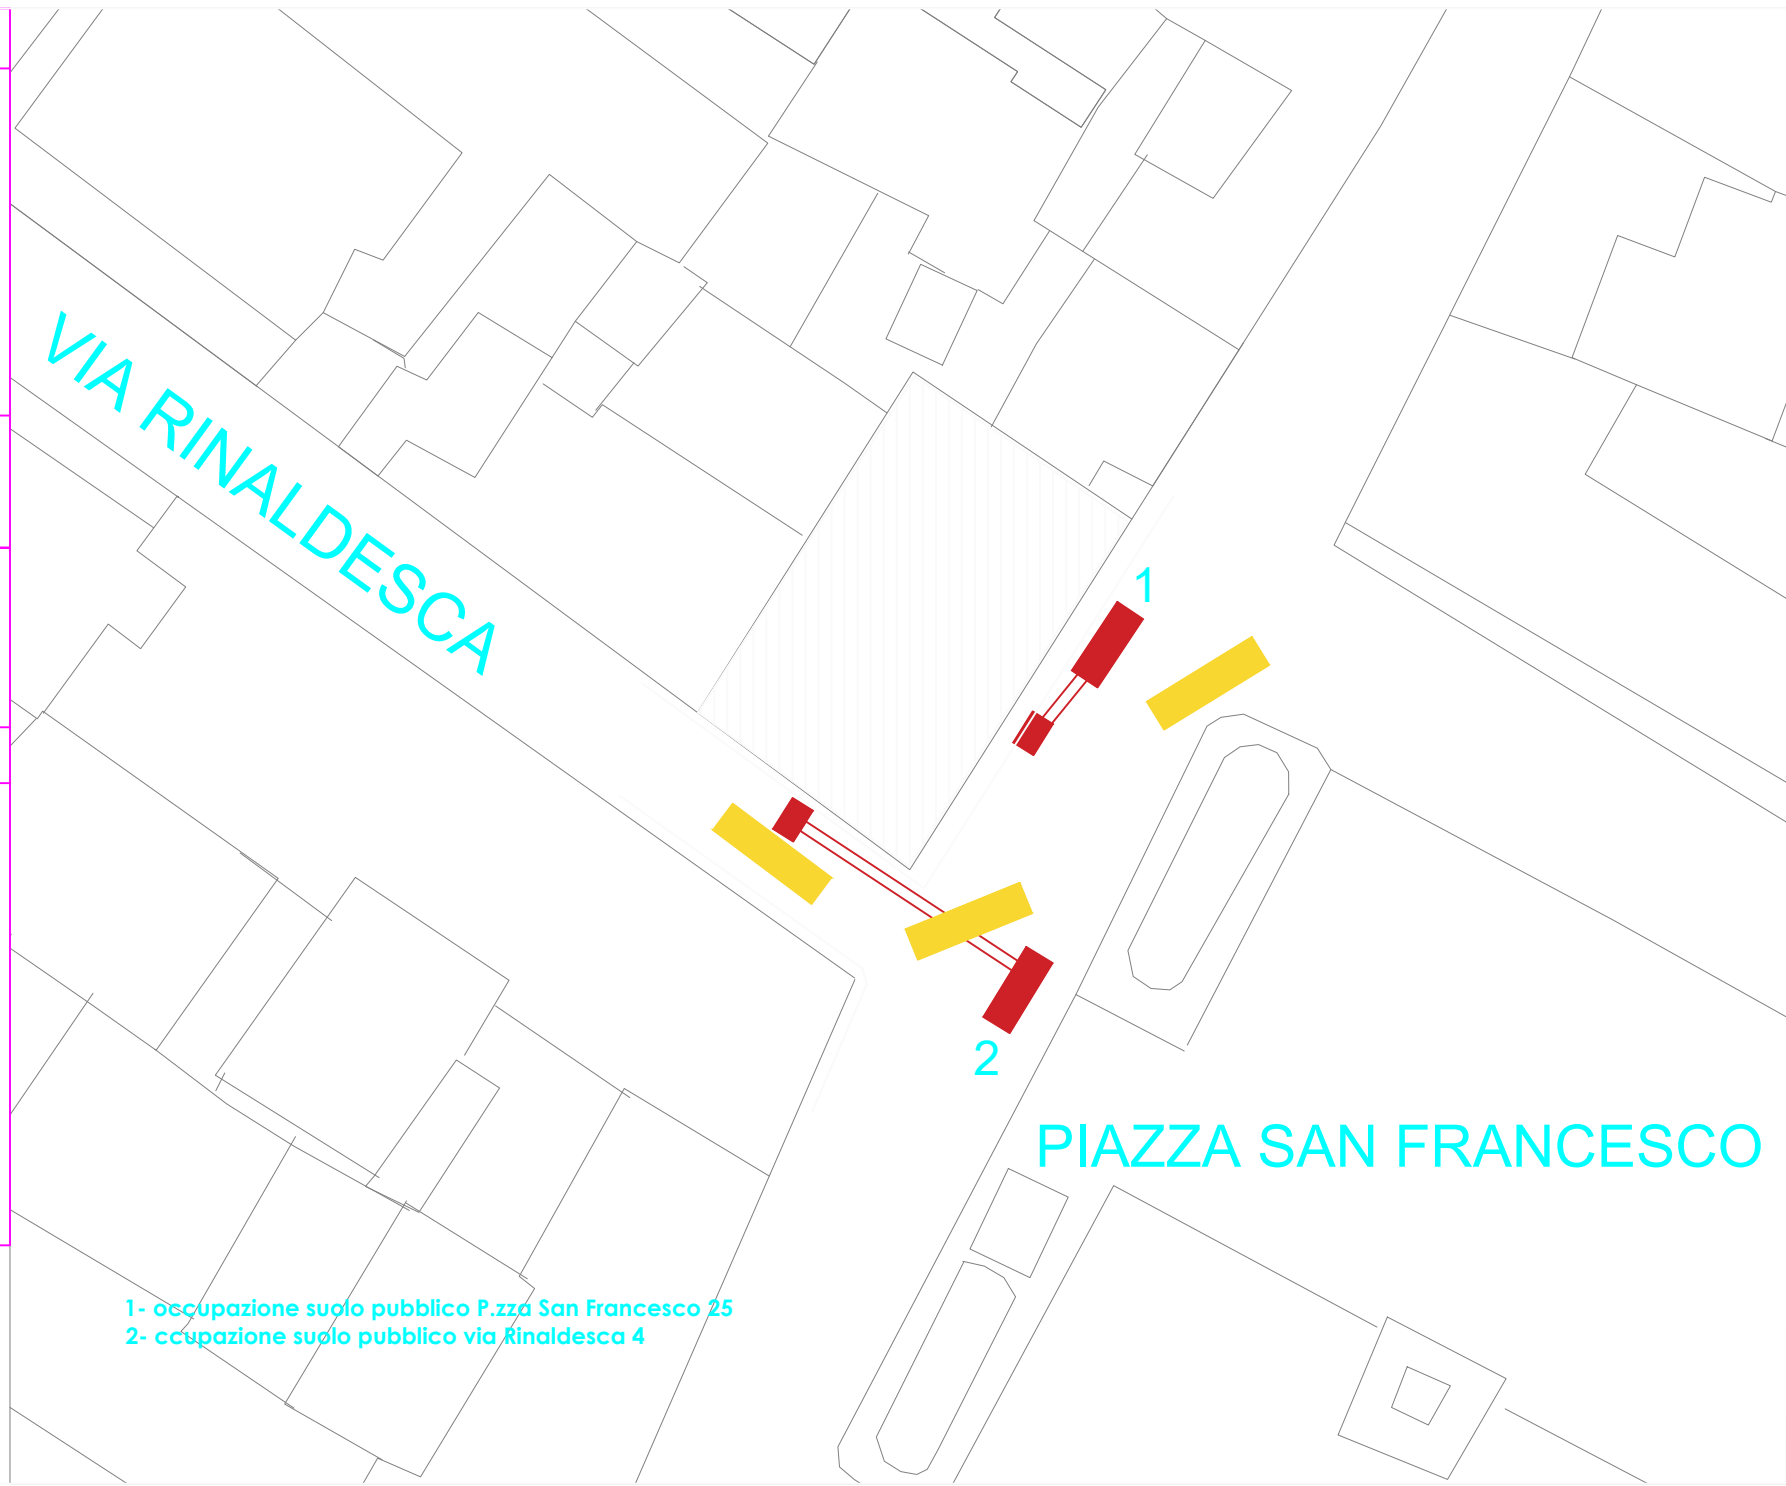 VIA RINALDESCA
1
2
PIAZZA SAN FRANCESCO
1- occupazione suolo pubblico P.zza San Francesco 25
2- ccupazione suolo pubblico via Rinaldesca 4